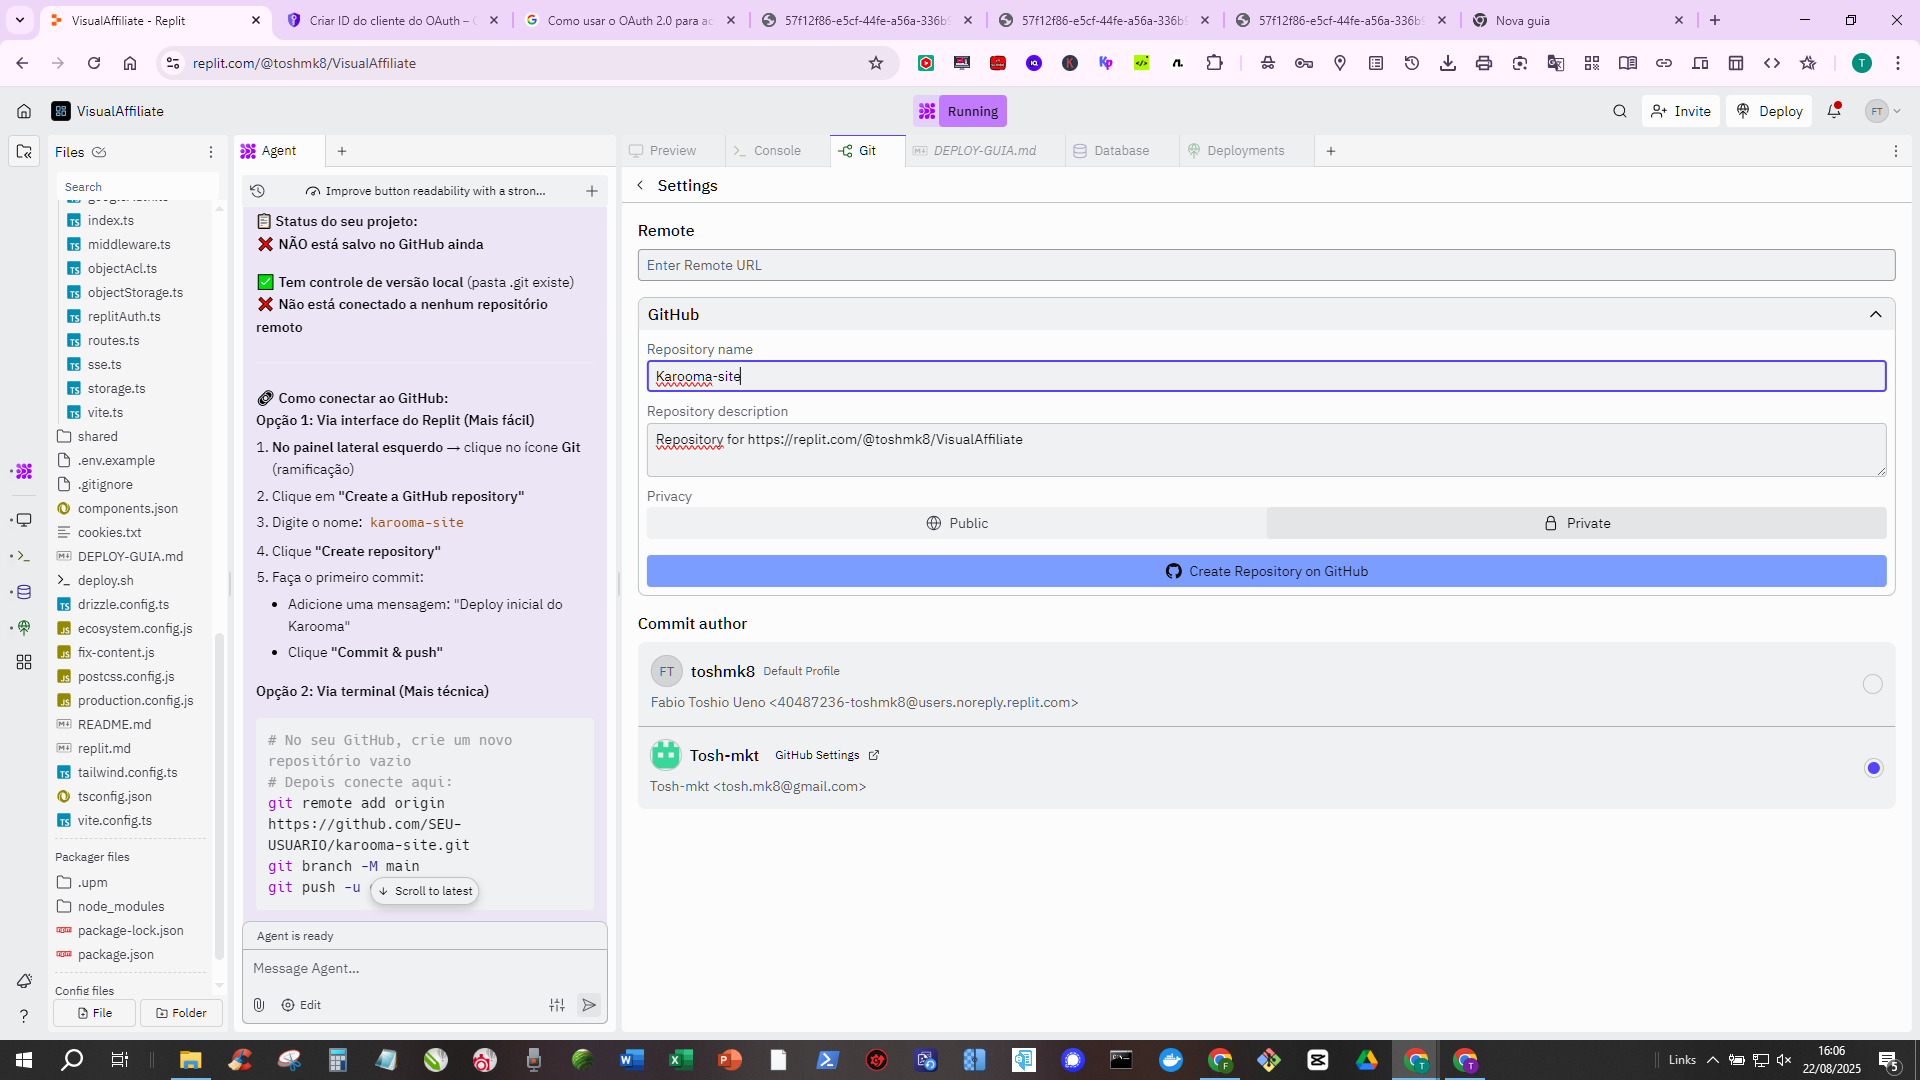 VisualAffiliate - Replit
Criar ID do cliente do OAuth –
Como usar o OAuth 2.0 para ac
57f12f86-e5cf-44fe-a56a-336b
57f12f86-e5cf-44fe-a56a-336b
57f12f86-e5cf-44fe-a56a-336b
Nova guia
replit.com/@toshmk8/VisualAffiliate
T
VisualAffiliate
Running
Invite
Deploy
FT
Files
Search
index.ts
middleware.ts
objectAcl.ts
objectStorage.ts
replitAuth.ts
routes.ts
sse.ts
storage.ts
vite.ts
shared
.env.example
.gitignore
components.json
cookies.txt
DEPLOY-GUIA.md
deploy.sh
drizzle.config.ts
ecosystem.config.js
fix-content.js
postcss.config.js
production.config.js
README.md
replit.md
tailwind.config.ts
tsconfig.json
vite.config.ts
Packager files
.upm
node_modules
package-lock.json
package.json
Config files
File
Folder
Agent
Improve button readability with a stron...
Status do seu projeto:
NÃO está salvo no GitHub ainda
Tem controle de versão local (pasta .git existe)
Não está conectado a nenhum repositório
remoto
Como conectar ao GitHub:
Opção 1: Via interface do Replit (Mais fácil)
1. No painel lateral esquerdo → clique no ícone Git
(ramificação)
2. Clique em "Create a GitHub repository"
3. Digite o nome: karooma-site
4. Clique "Create repository"
5. Faça o primeiro commit:
• Adicione uma mensagem: "Deploy inicial do
Karooma"
• Clique "Commit & push"
Opção 2: Via terminal (Mais técnica)
# No seu GitHub, crie um novo
repositório vazio
# Depois conecte aqui:
git remote add origin
https://github.com/SEU-
USUARIO/karooma-site.git
git branch -M main
git push -u
Scroll to latest
Agent is ready
Message Agent...
Edit
Preview
Console
Git
DEPLOY-GUIA.md
Database
Deployments
Settings
Remote
Enter Remote URL
GitHub
Repository name
Karooma-site
Repository description
Repository for https://replit.com/@toshmk8/VisualAffiliate
Privacy
Public
Private
Create Repository on GitHub
Commit author
FT
toshmk8 Default Profile
Fabio Toshio Ueno <40487236-toshmk8@users.noreply.replit.com>
Tosh-mkt GitHub Settings
Tosh-mkt <tosh.mk8@gmail.com>
Links
16:06
22/08/2025
5